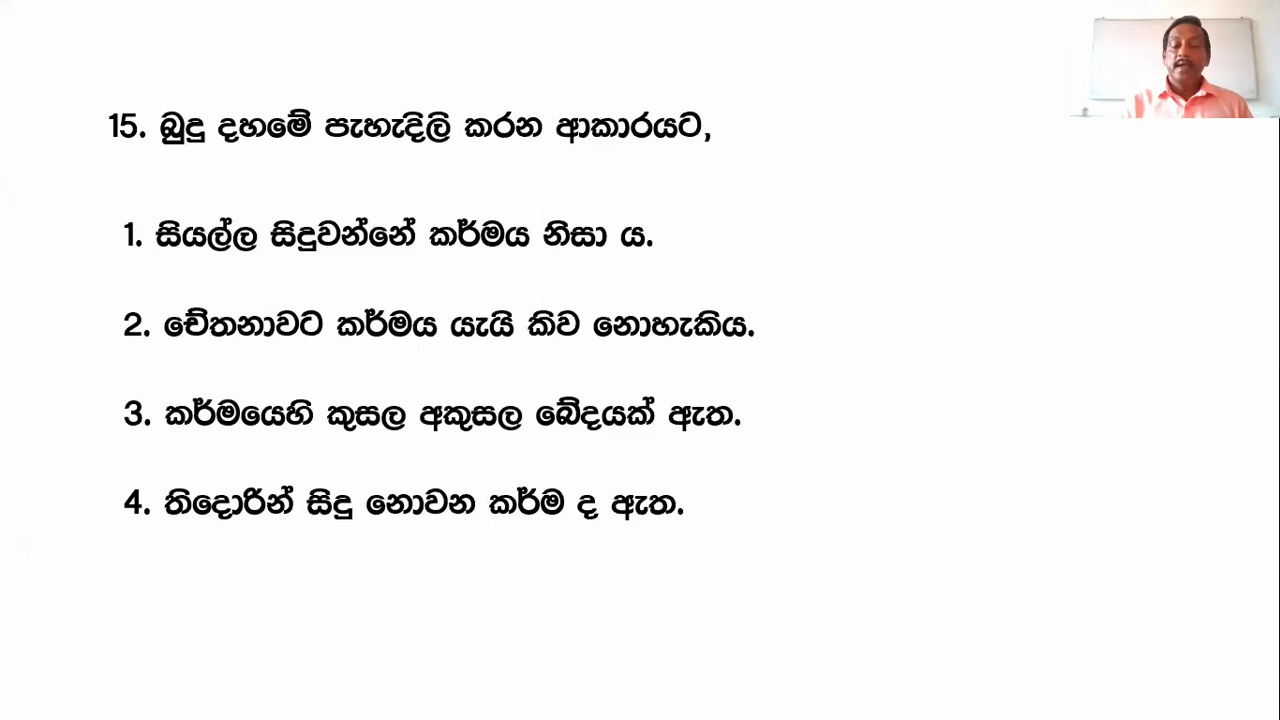 15. බුදු දහමේ පැහැදිලි කරන ආකාරයට,
1. සියල්ල සිදුවන්නේ කර්මය නිසා ය.
2. චේතනාවට කර්මය යැයි කිව නොහැකිය.
3. කර්මයෙහි කුසල අකුසල බේදයක් ඇත.
4. තිදොරින් සිදු නොවන කර්ම ද ඇත.